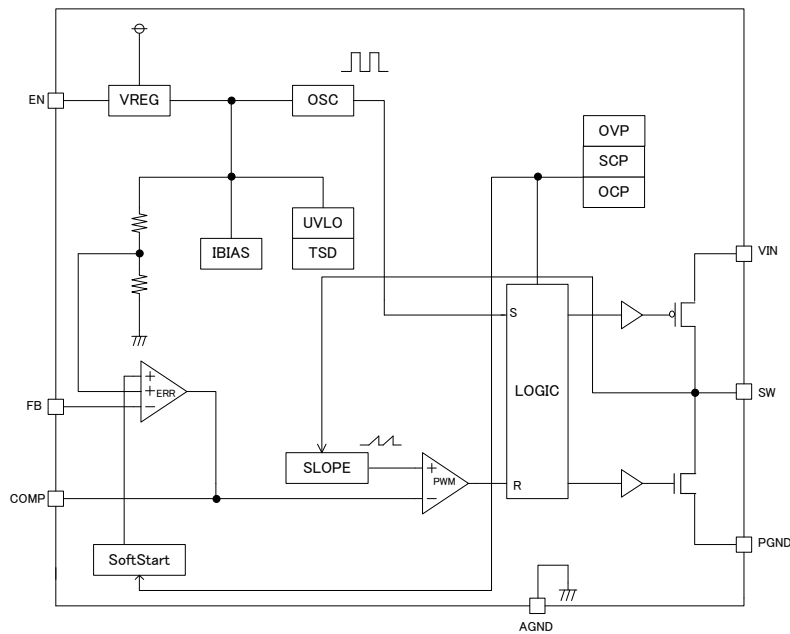 EN
VREG
OSC
OVP
SCP
OCP
UVLO
TSD
IBIAS
VIN
S
LOGIC
+
+
ERR
−
FB
SW
SLOPE
+
PWM
−
R
COMP
SoftStart
PGND
AGND